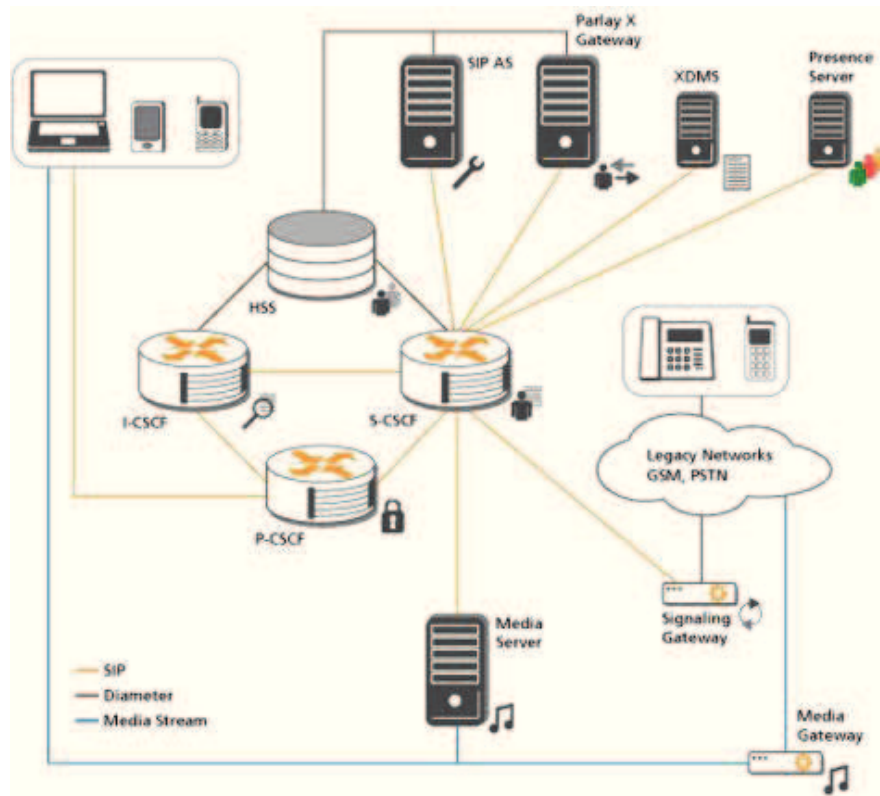 Parlay X
Gateway
SIP AS
XDMS
Presence
Server
HSS
I-CSCF
S-CSCF
P-CSCF
Legacy Networks
GSM, PSTN
Signaling
Gateway
Media
Server
SIP
Diameter
Media Stream
Media
Gateway